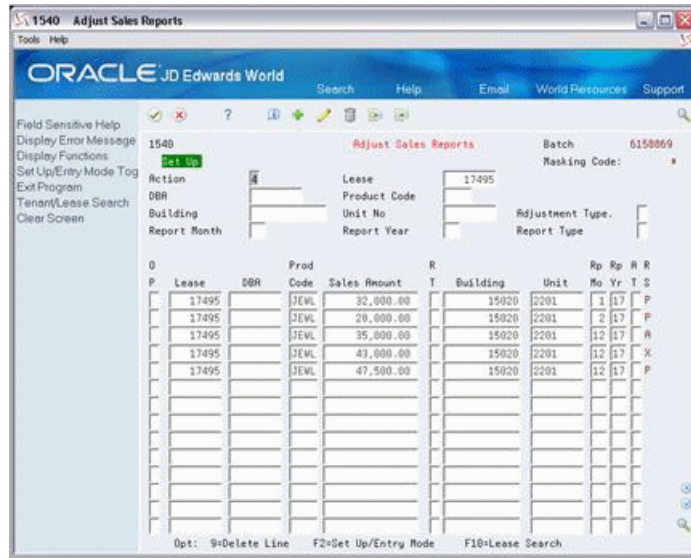 1540 Adjust Sales Reports
Tools Help
ORACLE JD Edwards World
Search Help Email World Resources Support
Field Sensitive Help
Display Error Message
Display Functions
Set Up/Entry Mode Tog
Exit Program
Tenant/Lease Search
Clear Screen
1540 Adjust Sales Reports Batch 6150869
Set Up Masking Code: *
Action 4 Lease 17495
DBA Product Code
Building Unit No Adjustment Type.
Report Month Report Year Report Type
O Prod R Rp Rp A R
P Lease DBA Code Sales Amount T Building Unit Mo Yr T S
17495 JEWL 32,000.00 15020 2201 1 17 P
17495 JEWL 28,000.00 15020 2201 2 17 P
17495 JEWL 35,000.00 15020 2201 12 17 A
17495 JEWL 43,000.00 15020 2201 12 17 X
17495 JEWL 47,500.00 15020 2201 12 17 P
Opt: 9=Delete Line F2=Set Up/Entry Mode F10=Lease Search